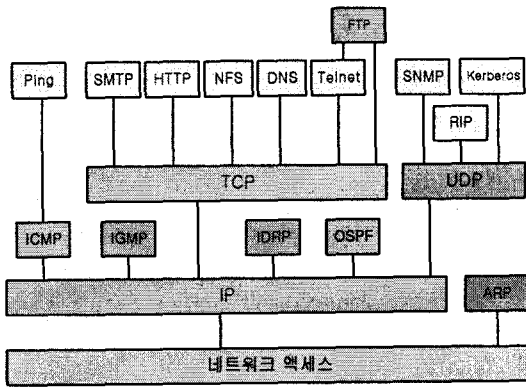 FTP
Ping
SMTP
HTTP
NFS
DNS
Telnet
SNMP
Kerberos
RIP
TCP
UDP
ICMP
IGMP
IDRP
OSPF
IP
ARP
네트워크 액세스